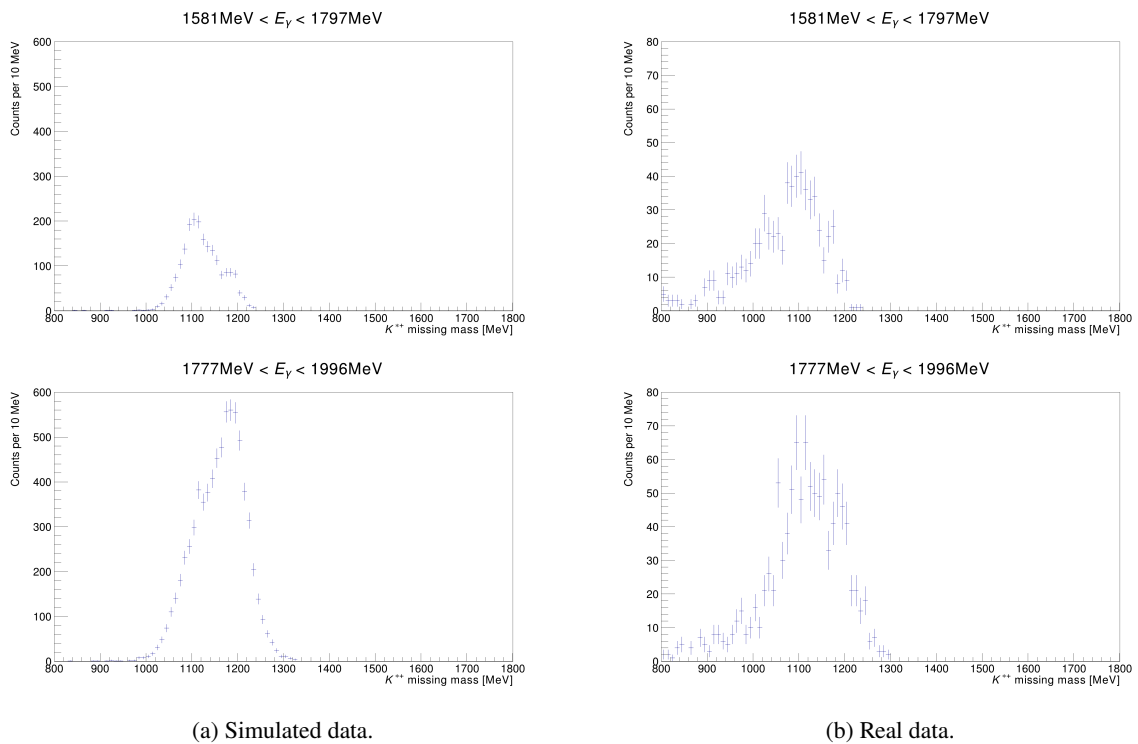 1581MeV < Eγ < 1797MeV
Counts per 10 MeV
600
500
400
300
200
100
0
800 900 1000 1100 1200 1300 1400 1500 1600 1700 1800
K*+ missing mass [MeV]
1581MeV < Eγ < 1797MeV
Counts per 10 MeV
80
70
60
50
40
30
20
10
0
800 900 1000 1100 1200 1300 1400 1500 1600 1700 1800
K*+ missing mass [MeV]
1777MeV < Eγ < 1996MeV
Counts per 10 MeV
600
500
400
300
200
100
0
800 900 1000 1100 1200 1300 1400 1500 1600 1700 1800
K*+ missing mass [MeV]
1777MeV < Eγ < 1996MeV
Counts per 10 MeV
80
70
60
50
40
30
20
10
0
800 900 1000 1100 1200 1300 1400 1500 1600 1700 1800
K*+ missing mass [MeV]
(a) Simulated data.
(b) Real data.